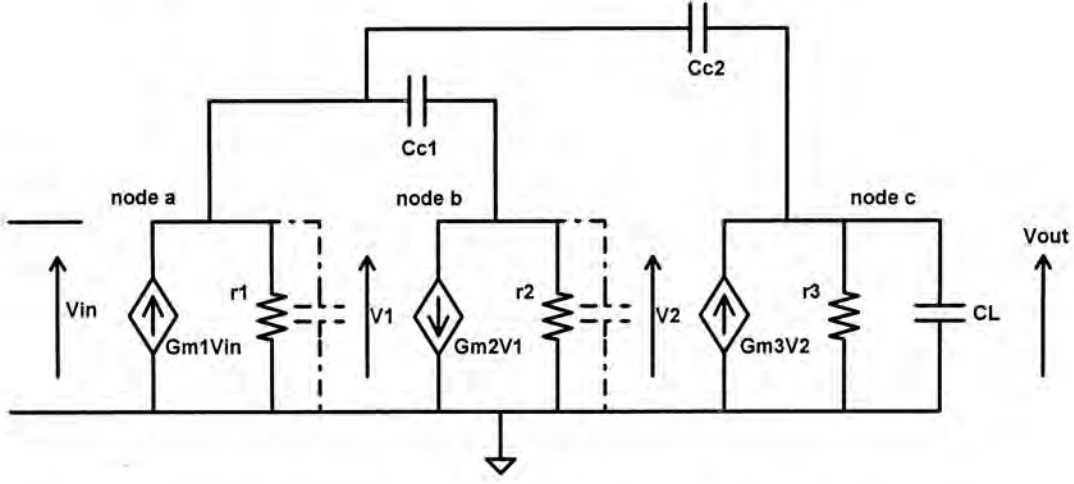 Cc2
Cc1
node a
node b
node c
Vin
Gm1Vin
r1
V1
Gm2V1
r2
V2
Gm3V2
r3
CL
Vout